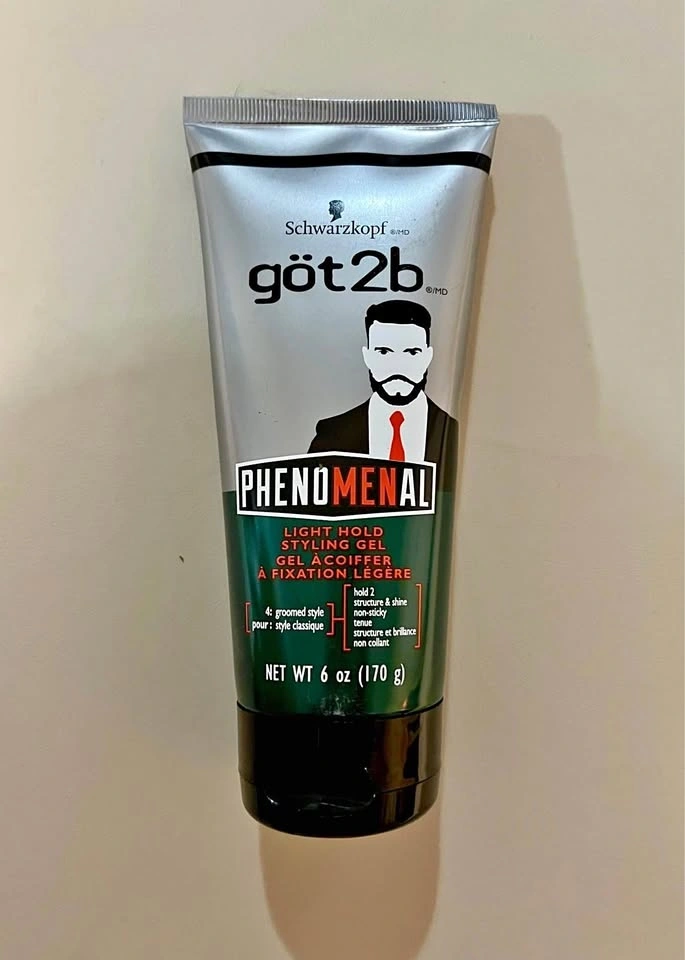 Schwarzkopf ®/MD
göt2b ®/MD
PHENOMENAL
LIGHT HOLD
STYLING GEL
GEL À COIFFER
À FIXATION LÉGÈRE
4: groomed style
pour : style classique
hold 2
structure & shine
non-sticky
tenue
structure et brillance
non collant
NET WT 6 oz (170 g)